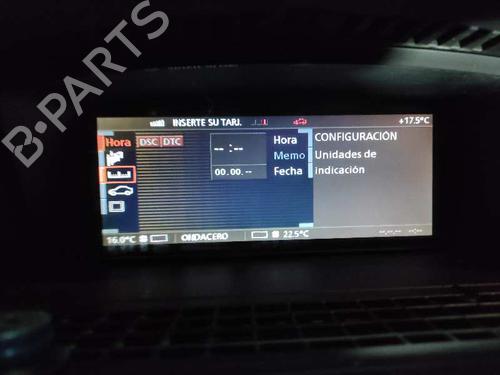 B-PARTS
INSERTE SU TARJ.
+17.5°C
Hora
DSC DTC
-- : --
Hora
CONFIGURACIÓN
Memo
Unidades de
00.00. --
Fecha
indicación
16.0°C
ONDACERO
22.5°C
--.--.-- --:--